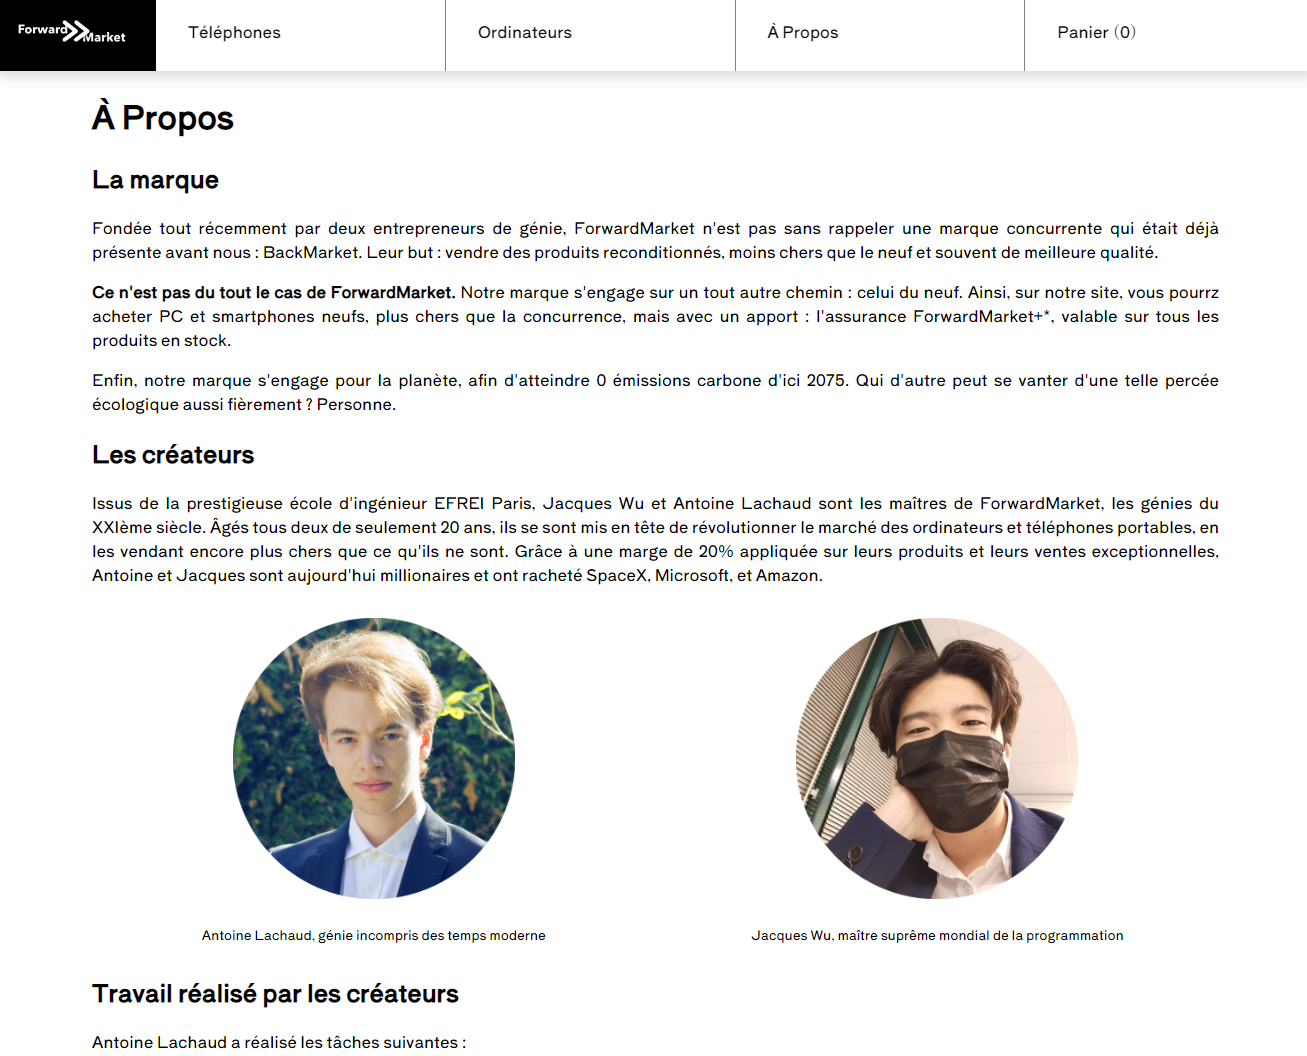 Forward Market
Téléphones
Ordinateurs
À Propos
Panier (0)
À Propos
La marque
Fondée tout récemment par deux entrepreneurs de génie, ForwardMarket n'est pas sans rappeler une marque concurrente qui était déjà
présente avant nous : BackMarket. Leur but : vendre des produits reconditionnés, moins chers que le neuf et souvent de meilleure qualité.
Ce n'est pas du tout le cas de ForwardMarket. Notre marque s'engage sur un tout autre chemin : celui du neuf. Ainsi, sur notre site, vous pourrz
acheter PC et smartphones neufs, plus chers que la concurrence, mais avec un apport : l'assurance ForwardMarket+*, valable sur tous les
produits en stock.
Enfin, notre marque s'engage pour la planète, afin d'atteindre 0 émissions carbone d'ici 2075. Qui d'autre peut se vanter d'une telle percée
écologique aussi fièrement ? Personne.
Les créateurs
Issus de la prestigieuse école d'ingénieur EFREI Paris, Jacques Wu et Antoine Lachaud sont les maîtres de ForwardMarket, les génies du
XXIème siècle. Âgés tous deux de seulement 20 ans, ils se sont mis en tête de révolutionner le marché des ordinateurs et téléphones portables, en
les vendant encore plus chers que ce qu'ils ne sont. Grâce à une marge de 20% appliquée sur leurs produits et leurs ventes exceptionnelles,
Antoine et Jacques sont aujourd'hui millionaires et ont racheté SpaceX, Microsoft, et Amazon.
Antoine Lachaud, génie incompris des temps moderne
Jacques Wu, maître suprême mondial de la programmation
Travail réalisé par les créateurs
Antoine Lachaud a réalisé les tâches suivantes :